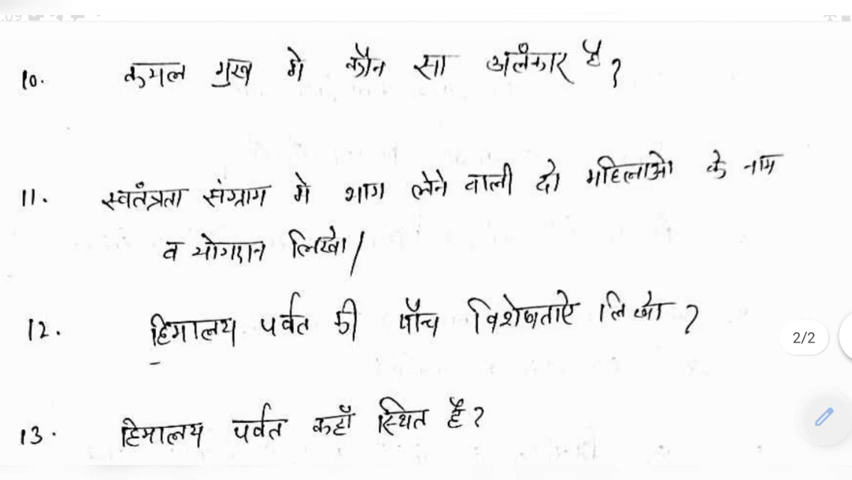 10. कमल मुख मे कौन सा अलंकार है?
11. स्वतंत्रता संग्राम मे भाग लेने वाली दो महिलाओ के नाम
व योगदान लिखो/
12. हिमालय पर्वत की पाँच विशेषताऐ लिखो?
2/2
13. हिमालय पर्वत कहाँ स्थित है?